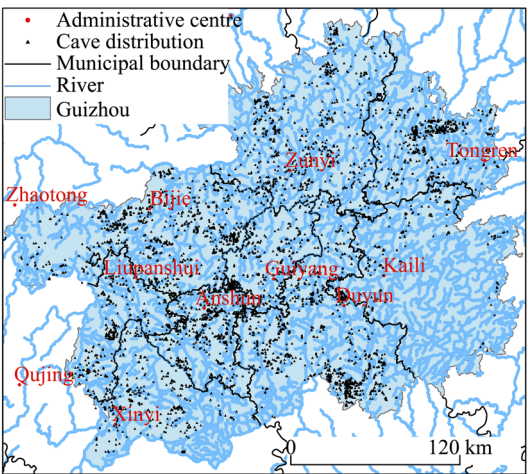 Administrative centre
Cave distribution
Municipal boundary
River
Guizhou
Zunyi
Tongren
Zhaotong
Bijie
Liupanshui
Guiyang
Kaili
Anshun
Duyun
Qujing
Xinyi
0 120 km